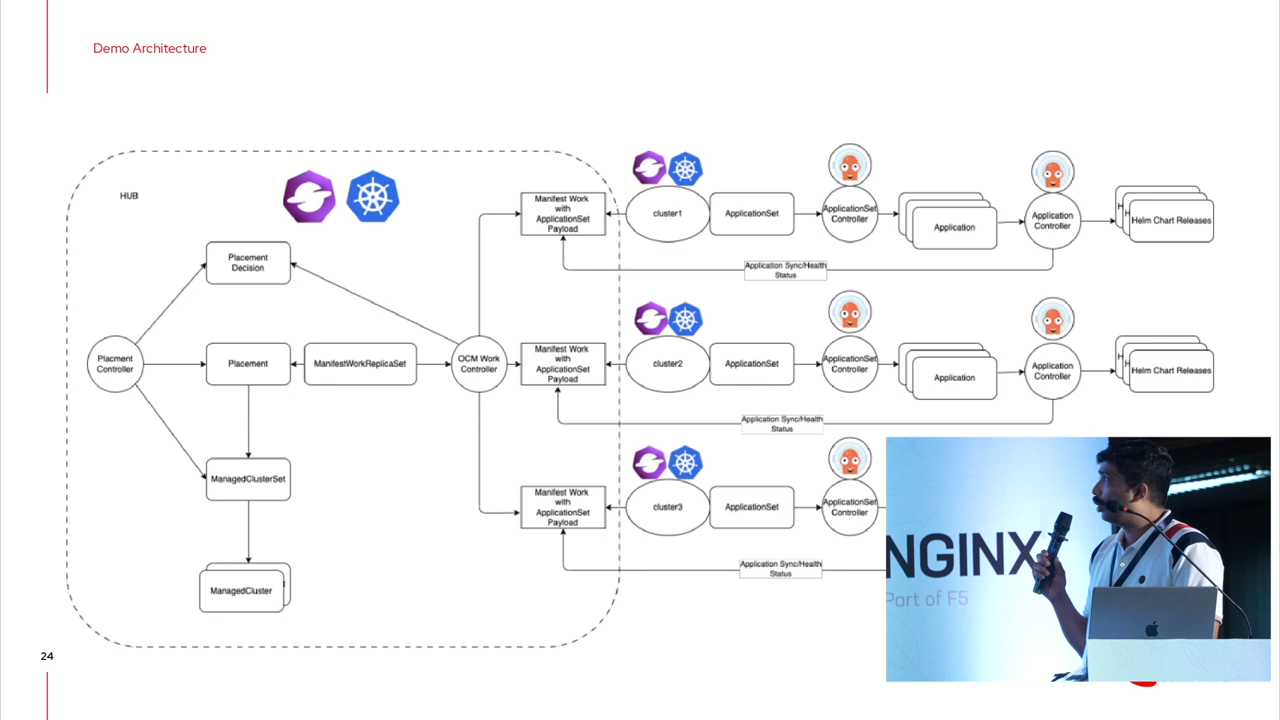 Demo Architecture
HUB
Placement
Decision
Placment
Controller
Placement
ManifestWorkReplicaSet
OCM Work
Controller
ManagedClusterSet
ManagedCluster
Manifest Work
with
ApplicationSet
Payload
cluster1
ApplicationSet
ApplicationSet
Controller
Application
Application
Controller
H
H
Helm Chart Releases
Application Sync/Health
Status
Manifest Work
with
ApplicationSet
Payload
cluster2
ApplicationSet
ApplicationSet
Controller
Application
Application
Controller
H
H
Helm Chart Releases
Application Sync/Health
Status
Manifest Work
with
ApplicationSet
Payload
cluster3
ApplicationSet
ApplicationSet
Controller
Application Sync/Health
Status
NGINX
Part of F5
24